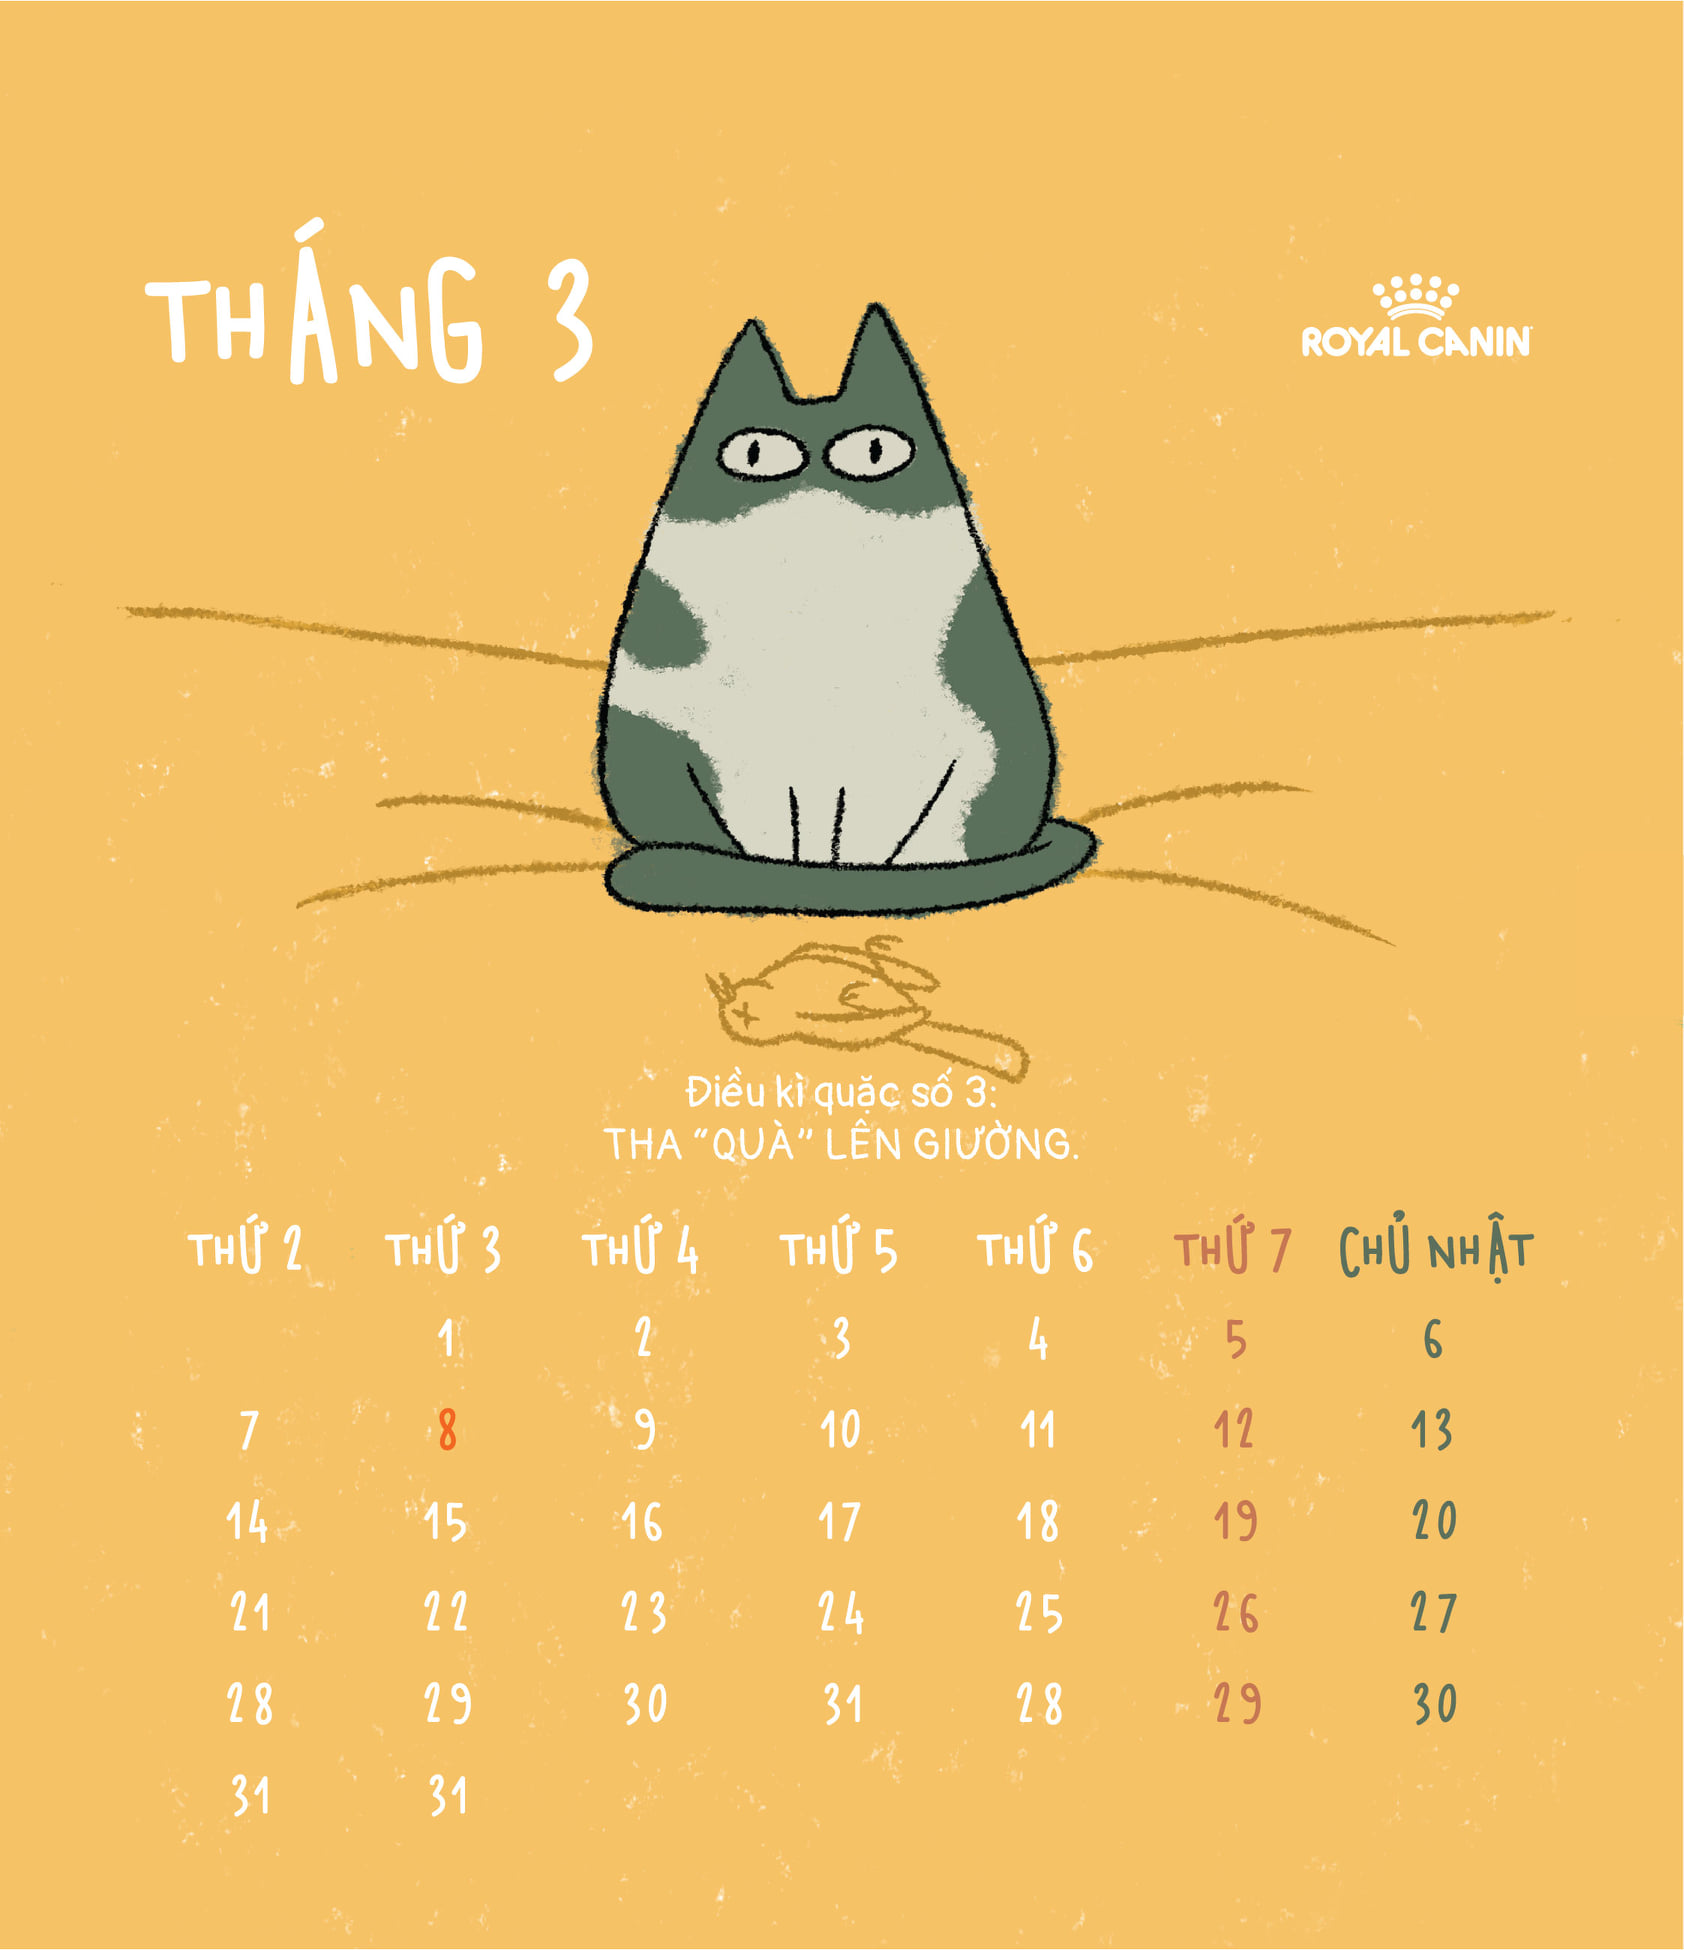 THÁNG 3
ROYAL CANIN
Điều kì quặc số 3:
THA “QUÀ” LÊN GIƯỜNG.
THỨ 2 THỨ 3 THỨ 4 THỨ 5 THỨ 6 THỨ 7 CHỦ NHẬT
1 2 3 4 5 6
7 8 9 10 11 12 13
14 15 16 17 18 19 20
21 22 23 24 25 26 27
28 29 30 31 28 29 30
31 31